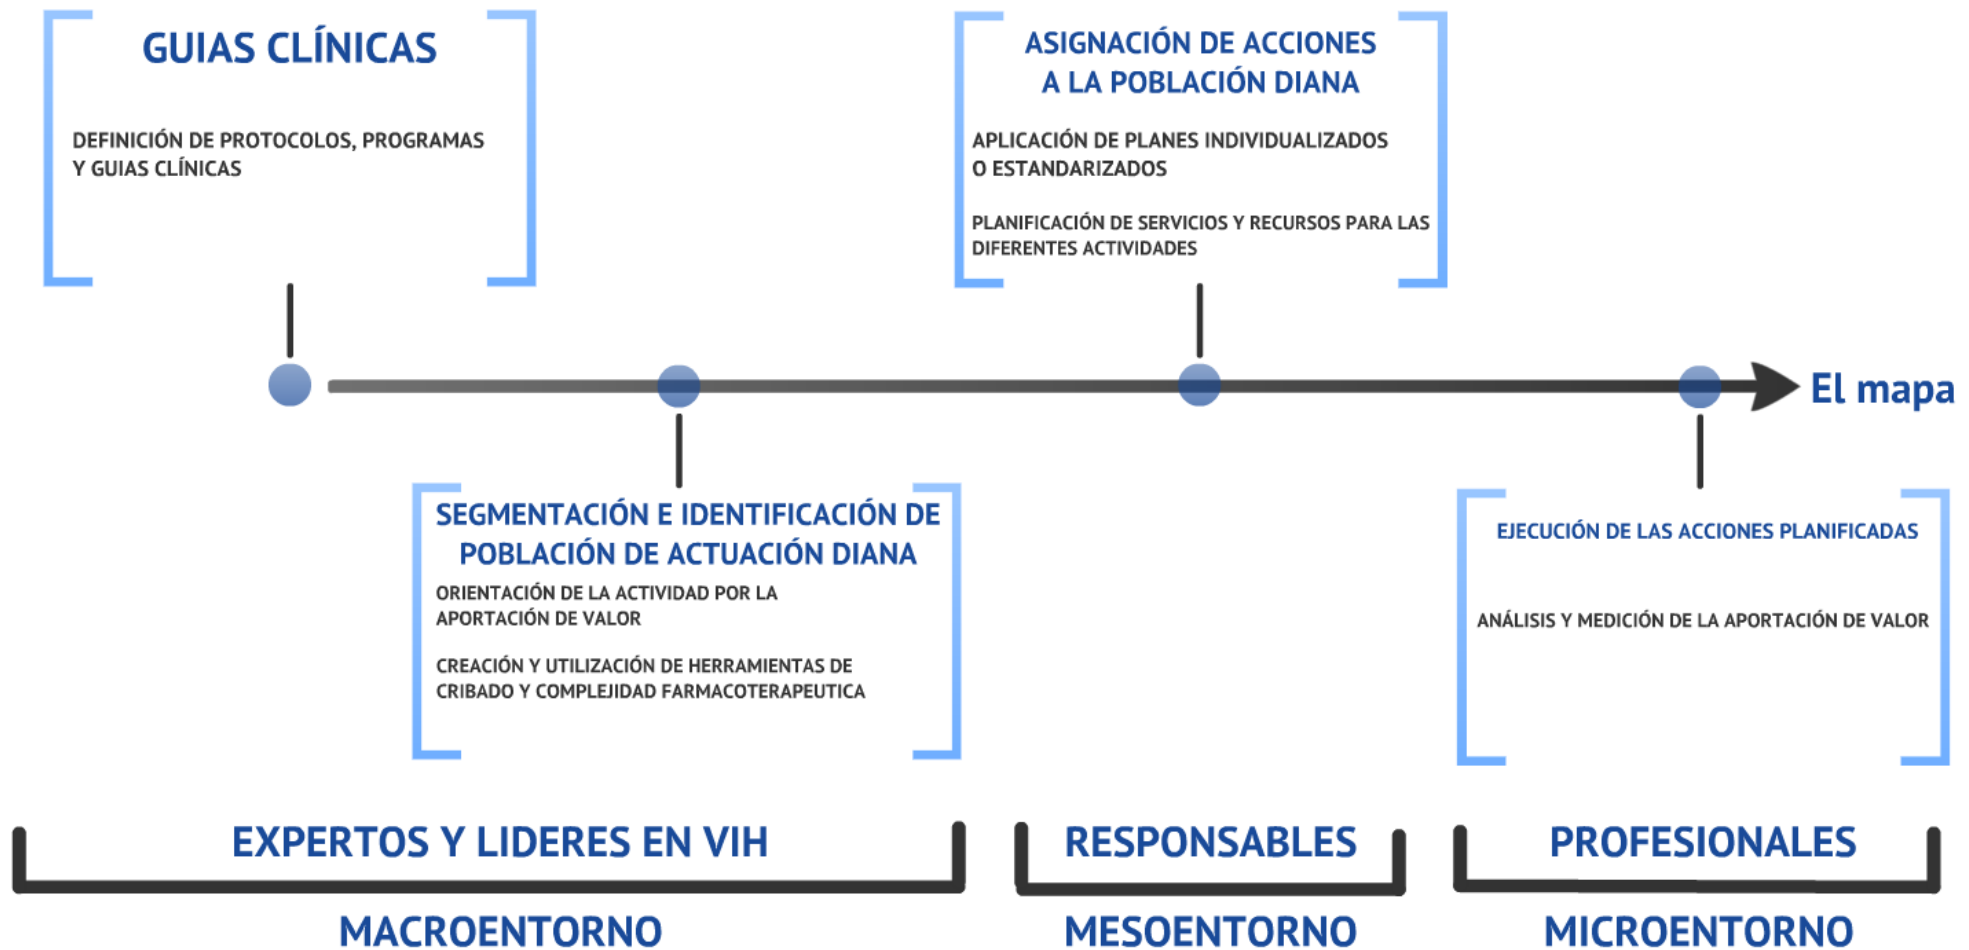 GUIAS CLÍNICAS
DEFINICIÓN DE PROTOCOLOS, PROGRAMAS
Y GUIAS CLÍNICAS
ASIGNACIÓN DE ACCIONES
A LA POBLACIÓN DIANA
APLICACIÓN DE PLANES INDIVIDUALIZADOS
O ESTANDARIZADOS
PLANIFICACIÓN DE SERVICIOS Y RECURSOS PARA LAS
DIFERENTES ACTIVIDADES
El mapa
SEGMENTACIÓN E IDENTIFICACIÓN DE
POBLACIÓN DE ACTUACIÓN DIANA
ORIENTACIÓN DE LA ACTIVIDAD POR LA
APORTACIÓN DE VALOR
CREACIÓN Y UTILIZACIÓN DE HERRAMIENTAS DE
CRIBADO Y COMPLEJIDAD FARMACOTERAPEUTICA
EJECUCIÓN DE LAS ACCIONES PLANIFICADAS
ANÁLISIS Y MEDICIÓN DE LA APORTACIÓN DE VALOR
EXPERTOS Y LIDERES EN VIH
MACROENTORNO
RESPONSABLES
MESOENTORNO
PROFESIONALES
MICROENTORNO